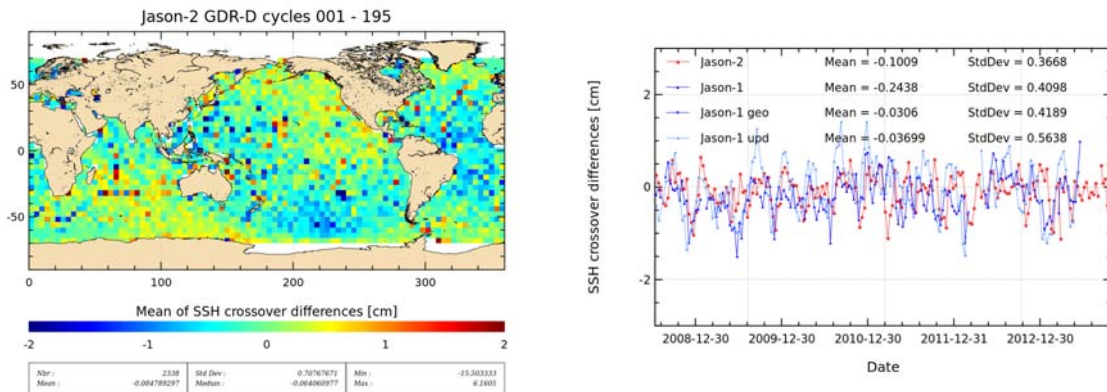 Jason-2 GDR-D cycles 001 - 195
50
0
-50
0 100 200 300
Mean of SSH crossover differences [cm]
-2 -1 0 1 2
Nbr : 2338 Std Dev : 0.70767671 Min : -15.503333
Mean : -0.084789297 Median : -0.064060977 Max : 6.1605
SSH crossover differences [cm]
2
0
-2
Jason-2 Mean = -0.1009 StdDev = 0.3668
Jason-1 Mean = -0.2438 StdDev = 0.4098
Jason-1 geo Mean = -0.0306 StdDev = 0.4189
Jason-1 upd Mean = -0.03699 StdDev = 0.5638
2008-12-30 2009-12-30 2010-12-30 2011-12-31 2012-12-30
Date